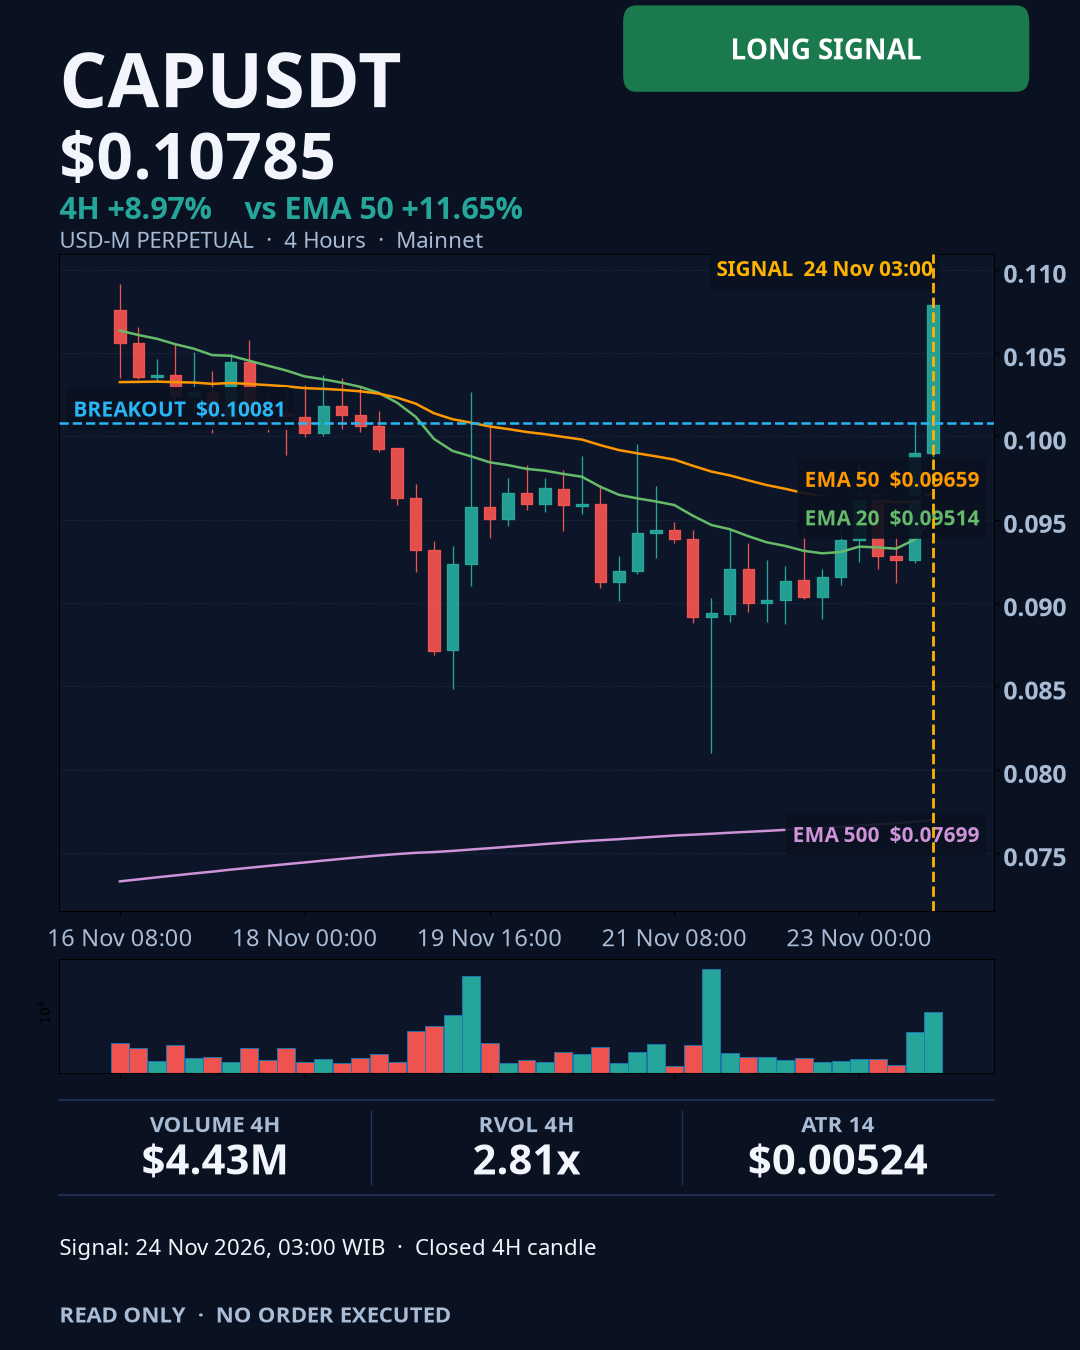 LONG SIGNAL
CAPUSDT
$0.10785
4H +8.97% vs EMA 50 +11.65%
USD-M PERPETUAL · 4 Hours · Mainnet
SIGNAL 24 Nov 03:00
0.110
0.105
BREAKOUT $0.10081
0.100
EMA 50 $0.09659
EMA 20 $0.09514
0.095
0.090
0.085
0.080
EMA 500 $0.07699
0.075
16 Nov 08:00 18 Nov 00:00 19 Nov 16:00 21 Nov 08:00 23 Nov 00:00
10⁶
VOLUME 4H RVOL 4H ATR 14
$4.43M 2.81x $0.00524
Signal: 24 Nov 2026, 03:00 WIB · Closed 4H candle
READ ONLY · NO ORDER EXECUTED